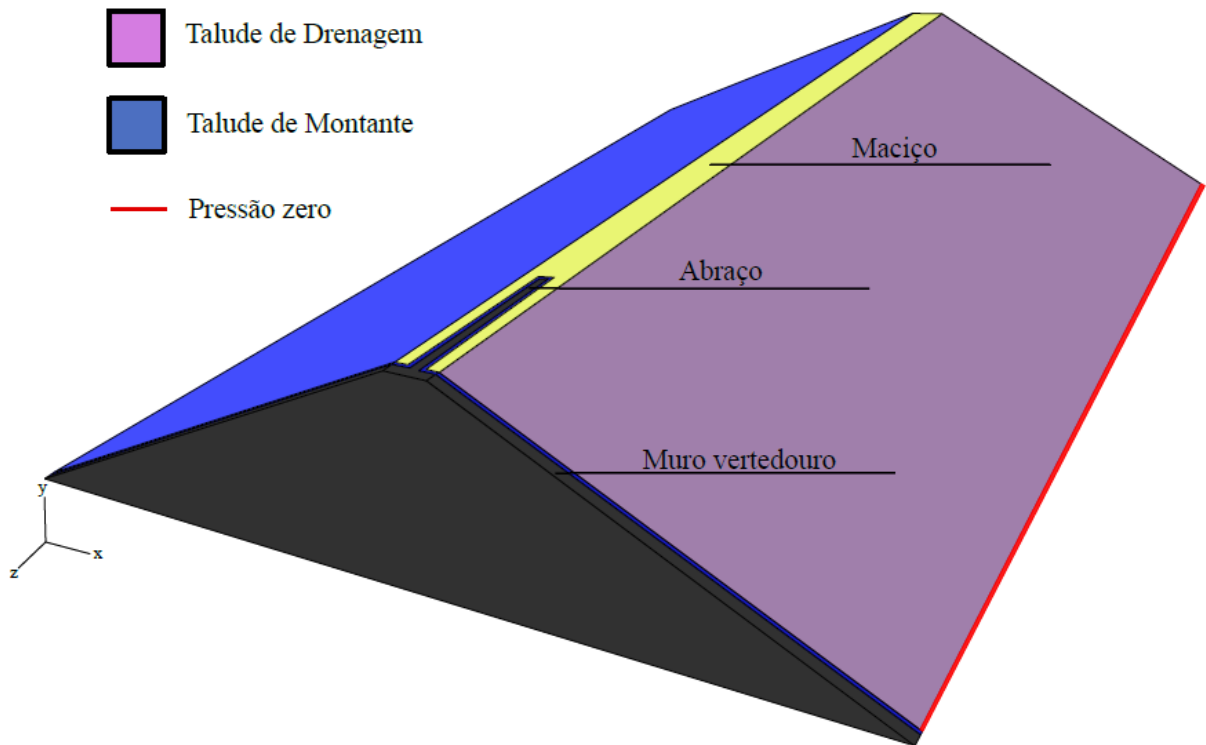 Talude de Drenagem
Talude de Montante
Pressão zero
Maciço
Abraço
Muro vertedouro
y
x
z